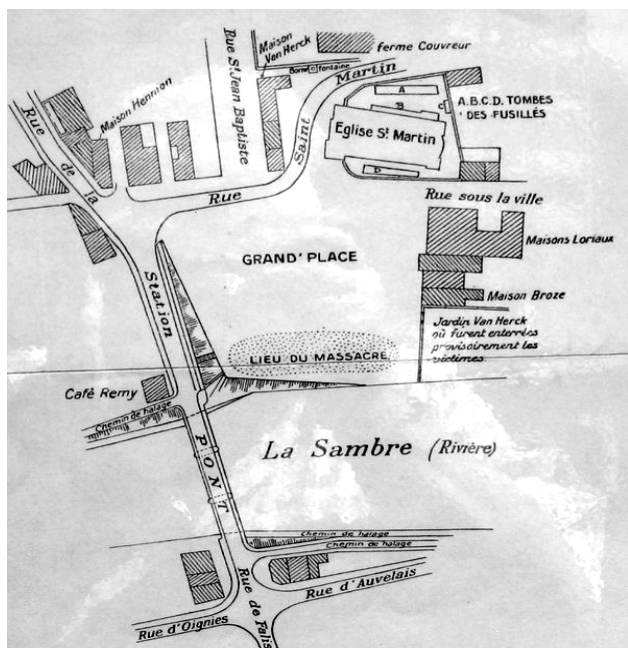 Rue St Jean Baptiste
Maison Van Herck
ferme Couvreur
Borne fontaine
Rue Saint Martin
A
B
A.B.C.D. TOMBES
DES FUSILLÉS
Eglise St Martin
D
Rue de la Station
Maison Hennion
Rue sous la ville
Maisons Loriaux
GRAND' PLACE
Maison Broze
Jardin Van Herck
où furent enterrées
provisoirement les
victimes.
LIEU DU MASSACRE
Café Remy
Chemin de halage
PONT
La Sambre (Rivière)
Chemin de halage
Chemin de halage
Rue d'Auvelais
Rue de Falis
Rue d'Oignies